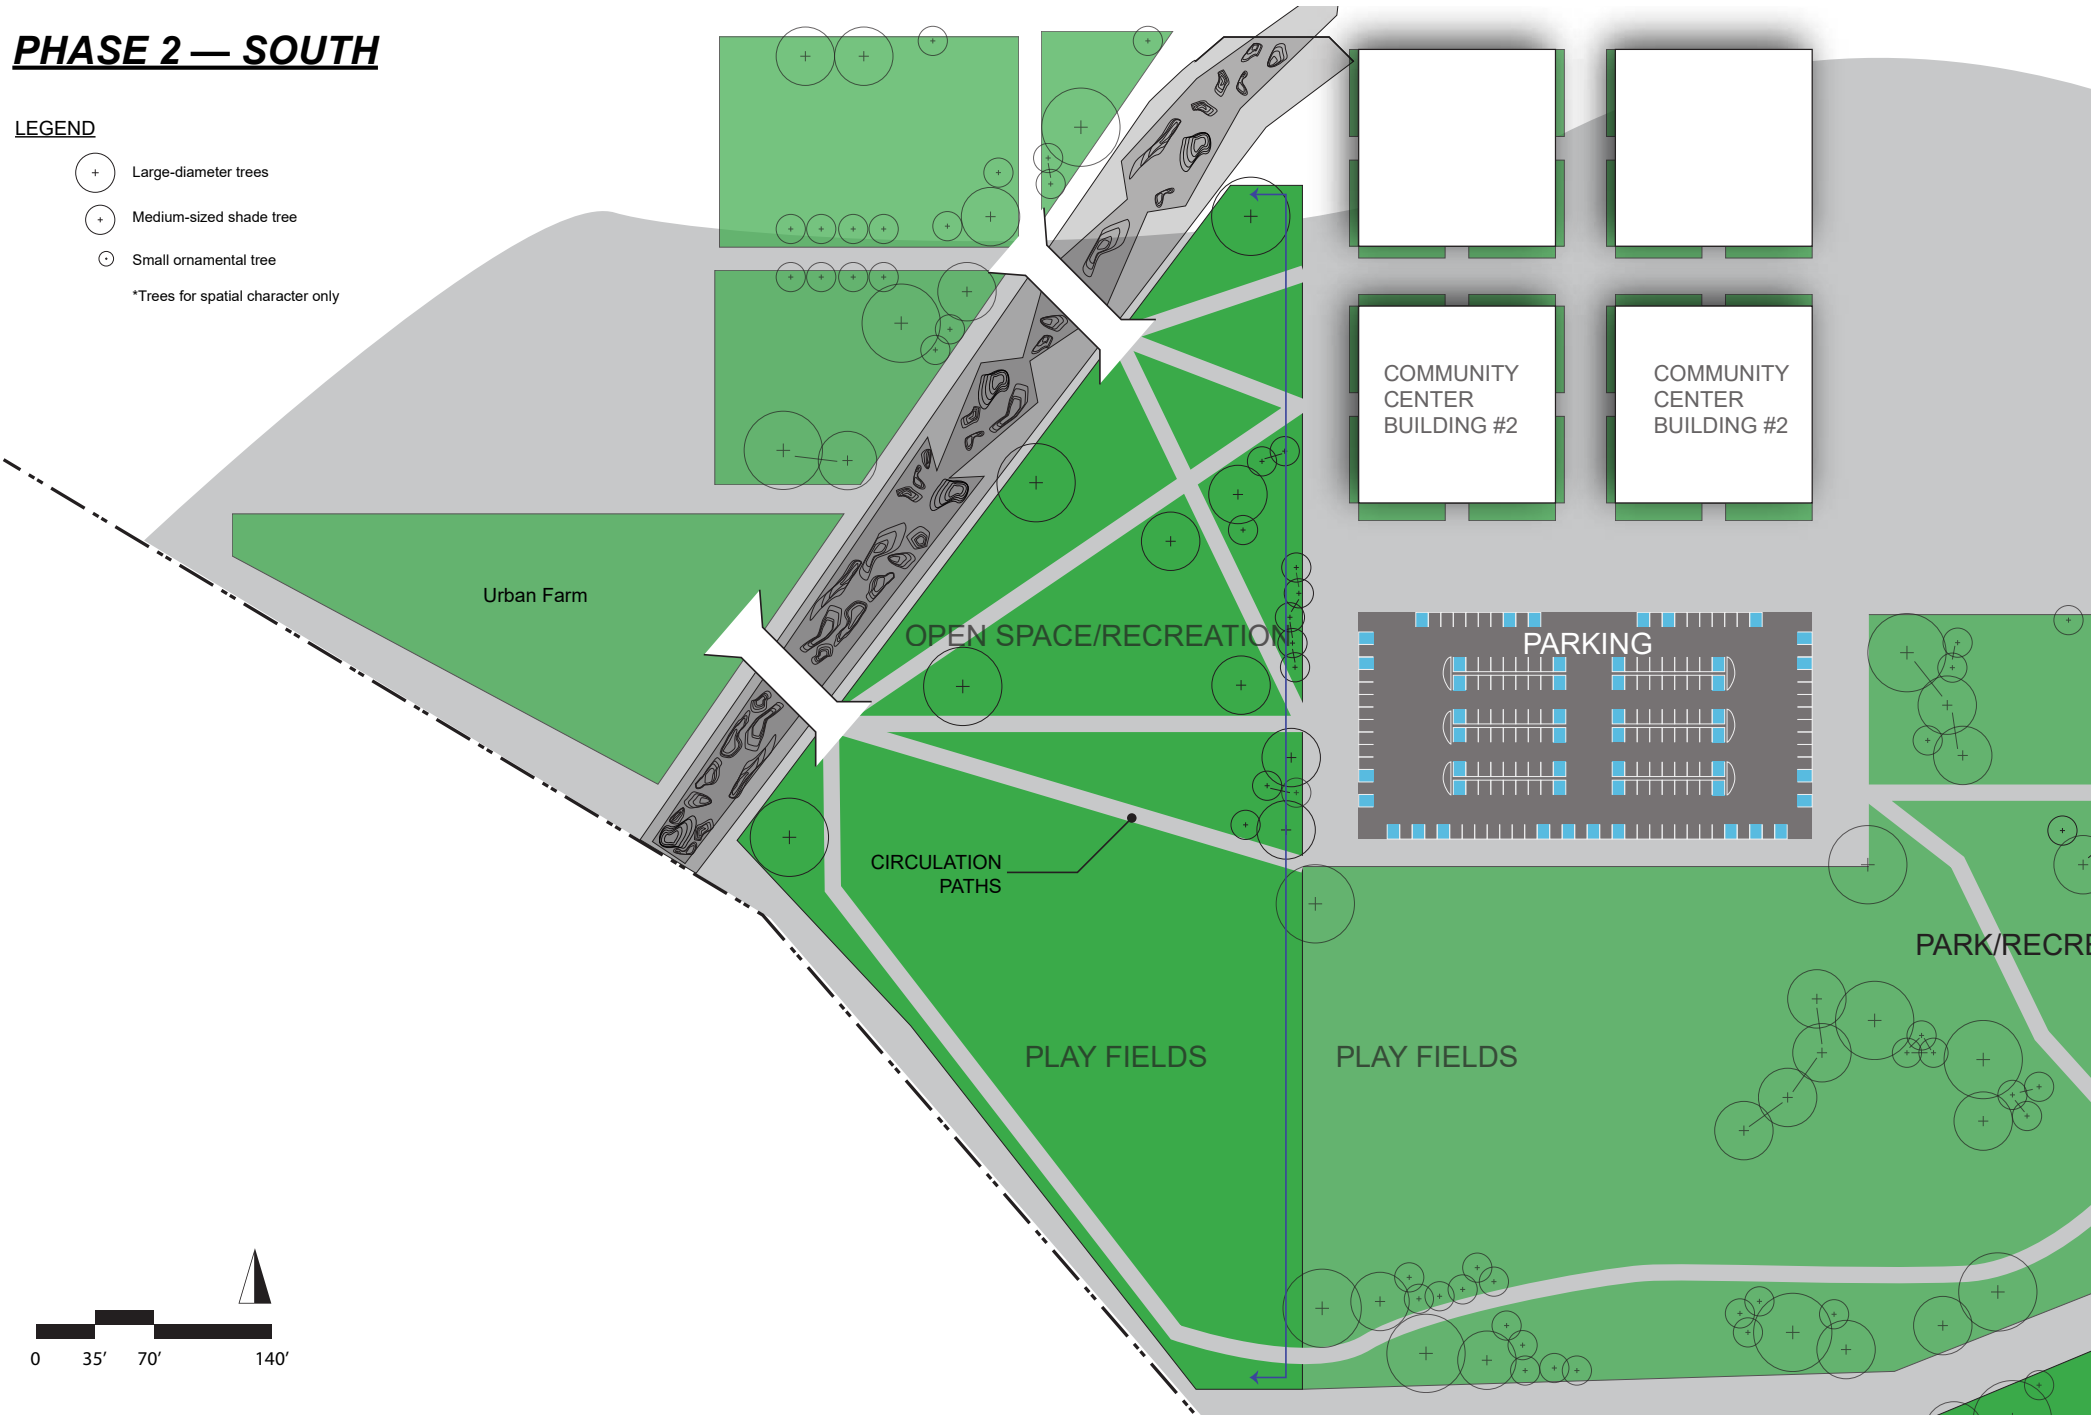 PHASE 2 — SOUTH
LEGEND
Large-diameter trees
Medium-sized shade tree
Small ornamental tree
*Trees for spatial character only
COMMUNITY
CENTER
BUILDING #2
COMMUNITY
CENTER
BUILDING #2
Urban Farm
OPEN SPACE/RECREATION
PARKING
CIRCULATION
PATHS
PARK/RECRE
PLAY FIELDS
PLAY FIELDS
0 35′ 70′ 140′